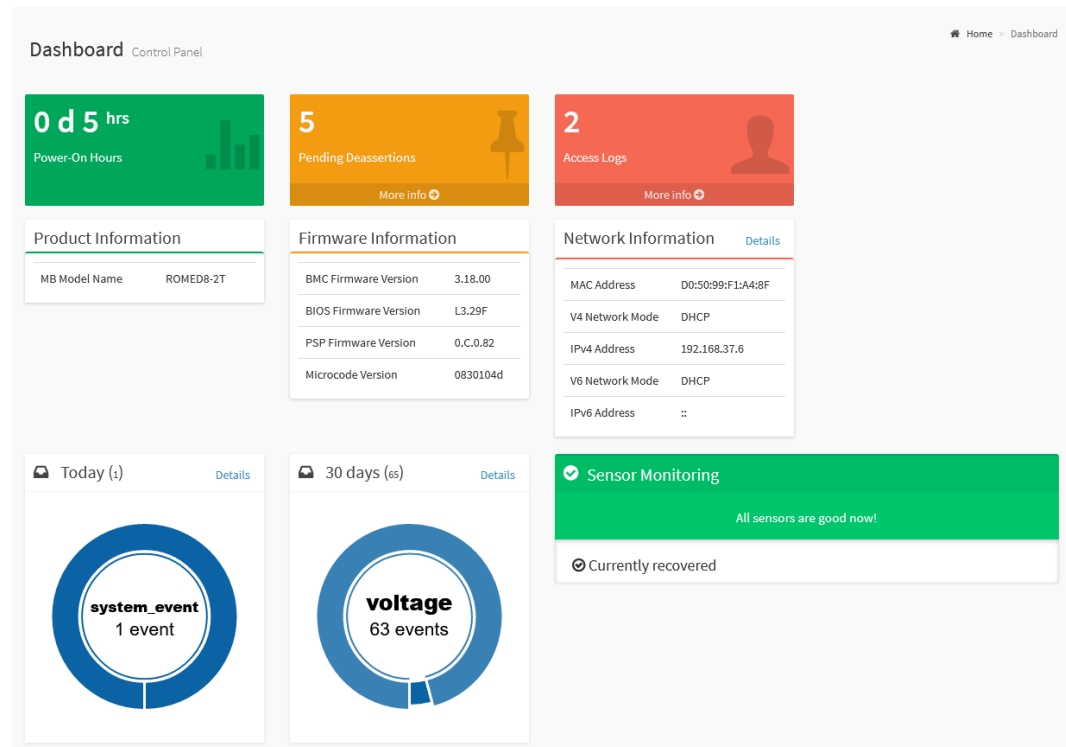 Dashboard Control Panel
Home > Dashboard
0 d 5 hrs
Power-On Hours
5
Pending Deassertions
More info
2
Access Logs
More info
Product Information
MB Model Name ROMED8-2T
Firmware Information
BMC Firmware Version 3.18.00
BIOS Firmware Version L3.29F
PSP Firmware Version 0.C.0.82
Microcode Version 0830104d
Network Information Details
MAC Address D0:50:99:F1:A4:8F
V4 Network Mode DHCP
IPv4 Address 192.168.37.6
V6 Network Mode DHCP
IPv6 Address ::
Today (1) Details
system_event
1 event
30 days (65) Details
voltage
63 events
Sensor Monitoring
All sensors are good now!
Currently recovered